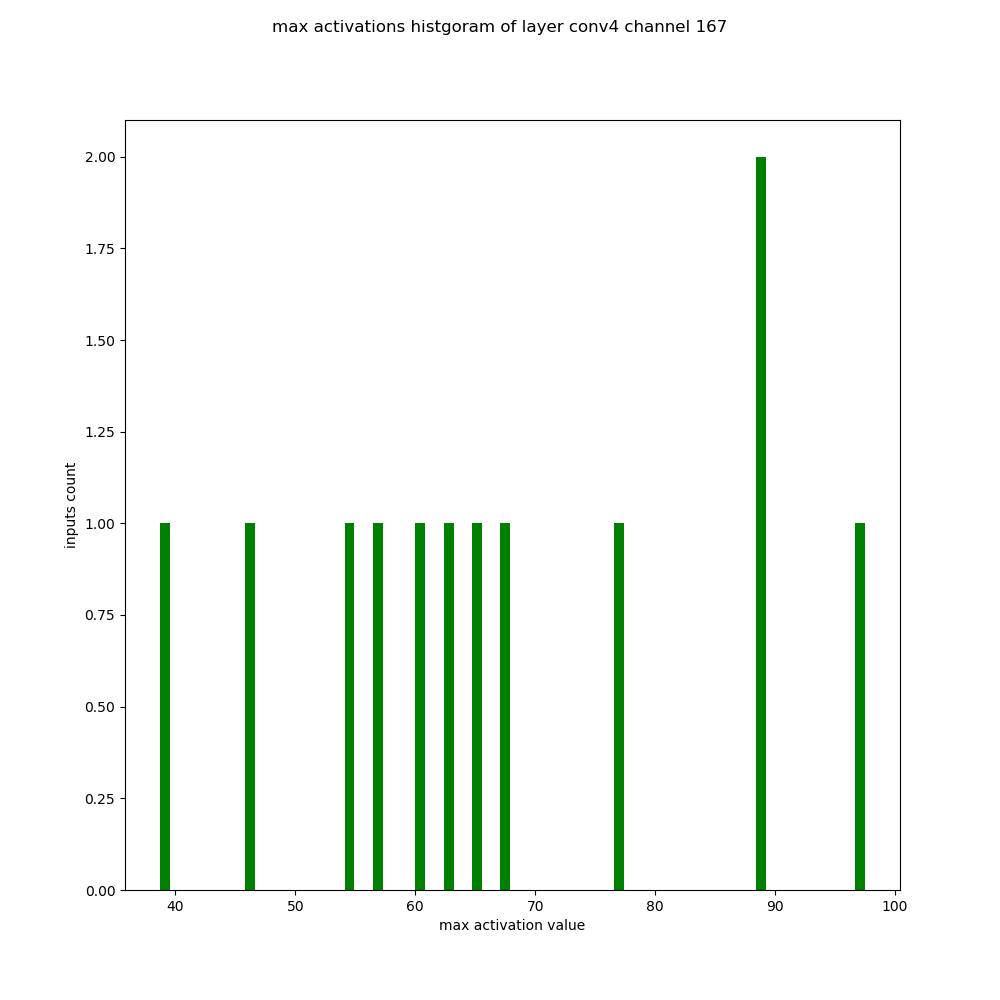 max activations histgoram of layer conv4 channel 167
2.00
1.75
1.50
1.25
1.00
0.75
0.50
0.25
0.00
inputs count
40 50 60 70 80 90 100
max activation value